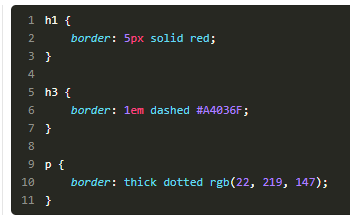 1 h1 {
2     border: 5px solid red;
3 }
4
5 h3 {
6     border: 1em dashed #A4036F;
7 }
8
9 p {
10     border: thick dotted rgb(22, 219, 147);
11 }